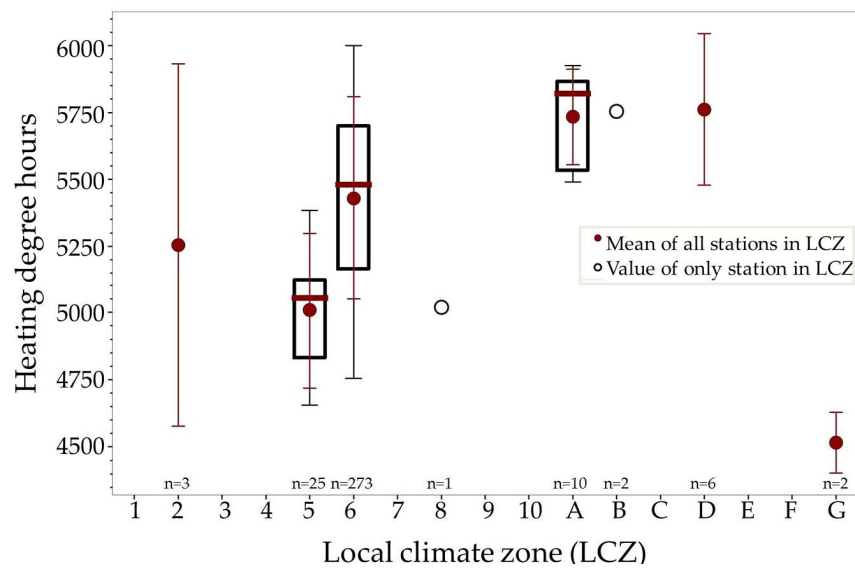 Heating degree hours
6000
5750
5500
5250
5000
4750
4500
Mean of all stations in LCZ
Value of only station in LCZ
n=3 n=25 n=273 n=1 n=10 n=2 n=6 n=2
1 2 3 4 5 6 7 8 9 10 A B C D E F G
Local climate zone (LCZ)